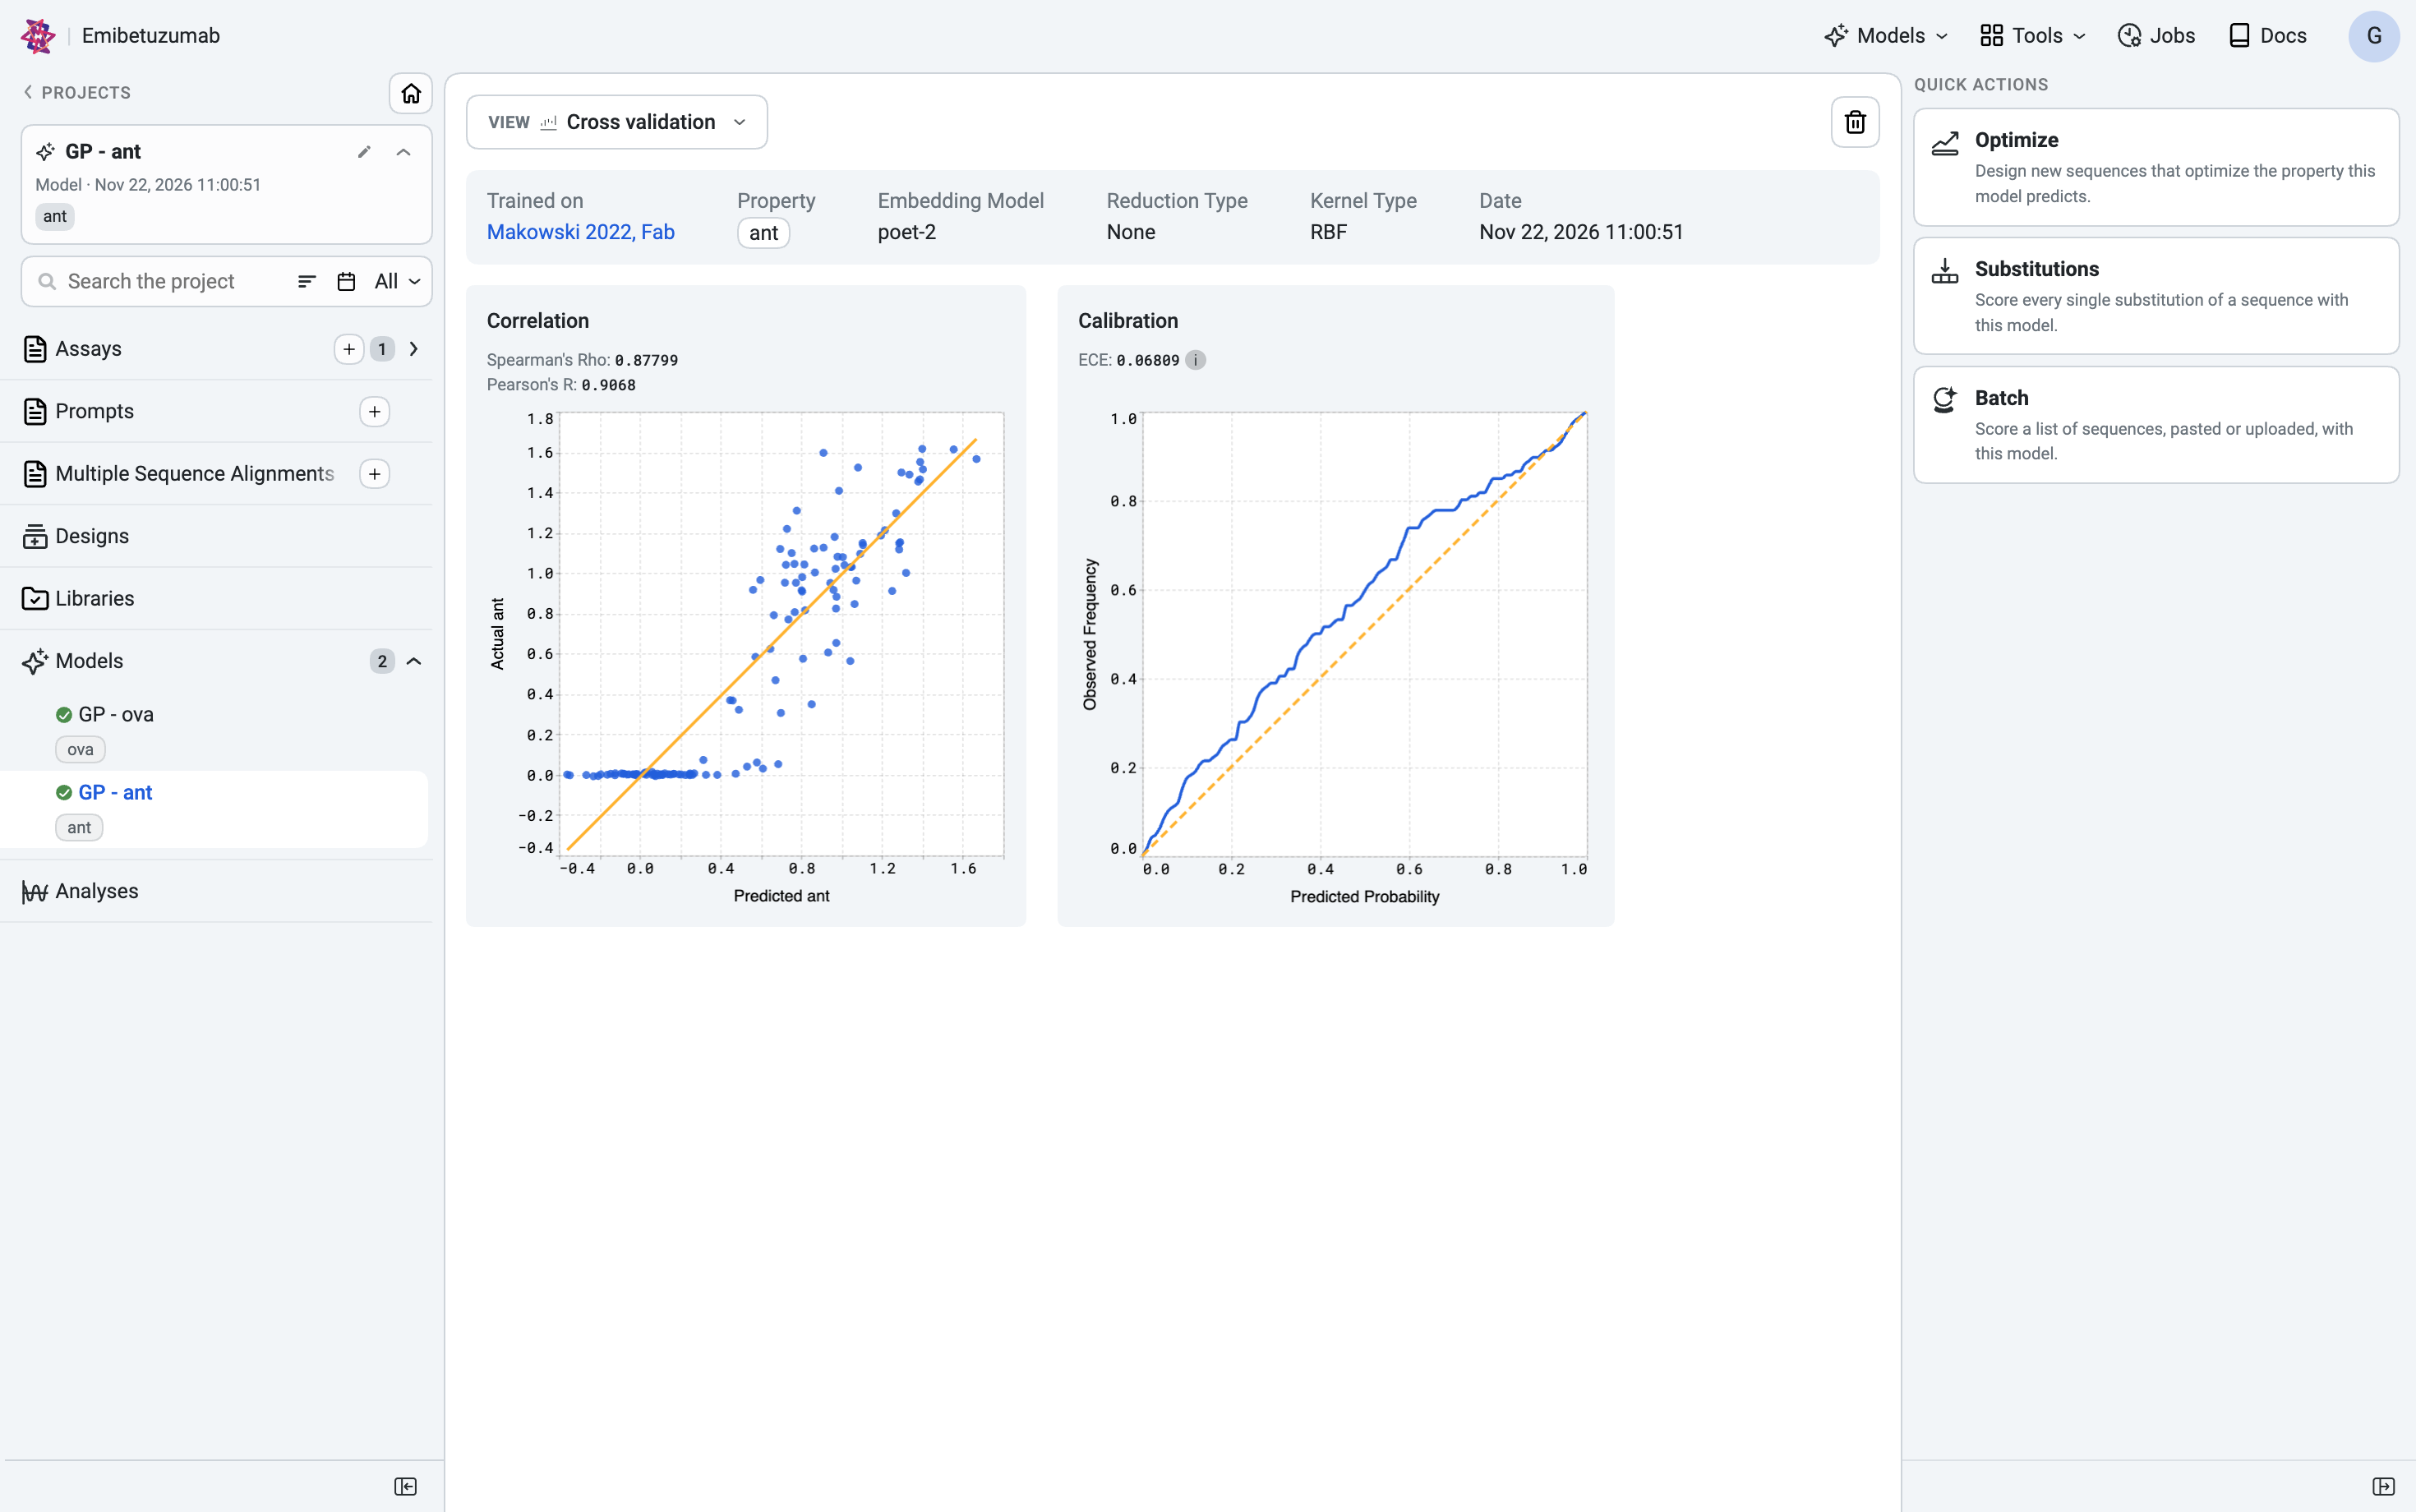 Emibetuzumab
Models
Tools
Jobs
Docs
G
PROJECTS
GP - ant
Model · Nov 22, 2026 11:00:51
ant
Search the project
All
Assays
1
Prompts
Multiple Sequence Alignments
Designs
Libraries
Models
2
GP - ova
ova
GP - ant
ant
Analyses
VIEW Cross validation
Trained on
Makowski 2022, Fab
Property
ant
Embedding Model
poet-2
Reduction Type
None
Kernel Type
RBF
Date
Nov 22, 2026 11:00:51
Correlation
Spearman's Rho: 0.87799
Pearson's R: 0.9068
1.8
1.6
1.4
1.2
1.0
0.8
0.6
0.4
0.2
0.0
-0.2
-0.4
Actual ant
-0.4 0.0 0.4 0.8 1.2 1.6
Predicted ant
Calibration
ECE: 0.06809 i
1.0
0.8
0.6
0.4
0.2
0.0
Observed Frequency
0.0 0.2 0.4 0.6 0.8 1.0
Predicted Probability
QUICK ACTIONS
Optimize
Design new sequences that optimize the property this
model predicts.
Substitutions
Score every single substitution of a sequence with
this model.
Batch
Score a list of sequences, pasted or uploaded, with
this model.